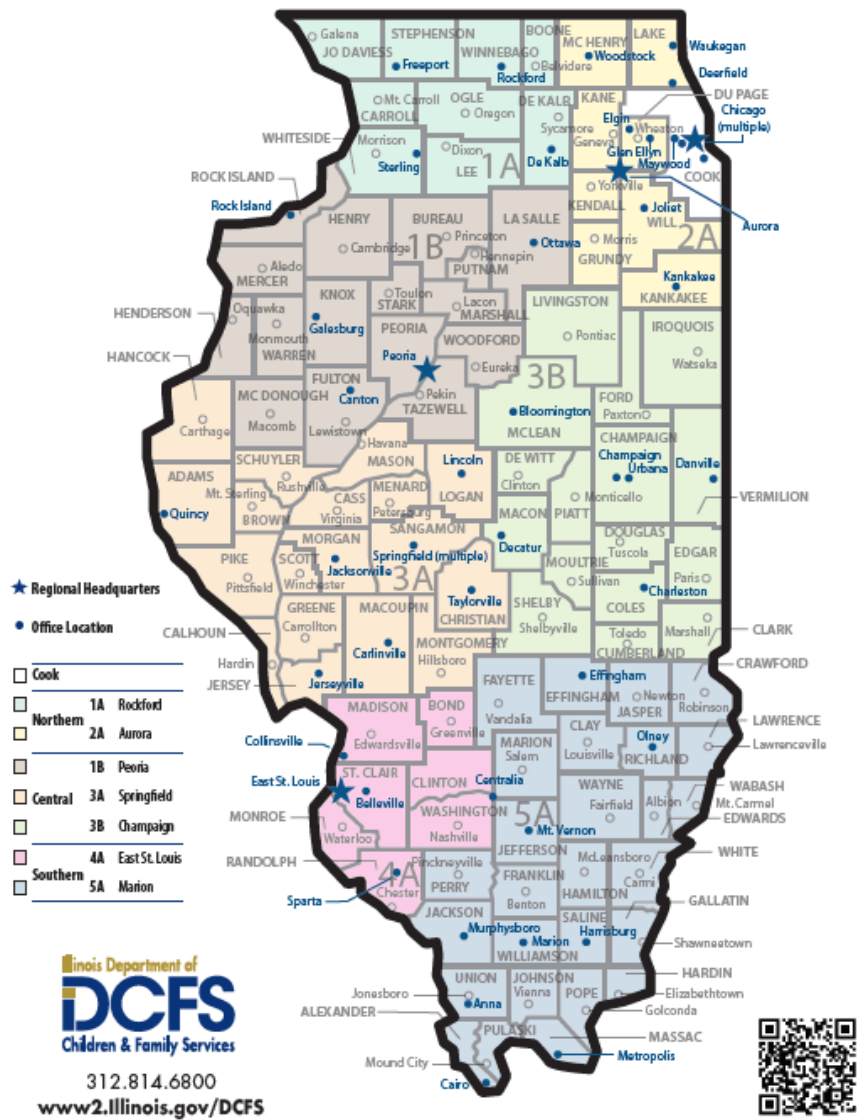 Galena
JO DAVIESS
STEPHENSON
Freeport
WINNEBAGO
Rockford
BOONE
Belvidere
MC HENRY
Woodstock
LAKE
Waukegan
Deerfield
Mt. Carroll
CARROLL
OGLE
Oregon
DE KALB
Sycamore
De Kalb
KANE
Elgin
Geneva
DU PAGE
Wheaton
Glen Ellyn
Maywood
Chicago
(multiple)
COOK
WHITESIDE
Morrison
Sterling
Dixon
LEE
1A
ROCK ISLAND
Rock Island
HENRY
Cambridge
BUREAU
Princeton
1B
Hennepin
PUTNAM
LA SALLE
Ottawa
Yorkville
KENDALL
Aurora
Joliet
WILL
2A
Morris
GRUNDY
Kankakee
KANKAKEE
Aledo
MERCER
HENDERSON
Oquawka
Monmouth
WARREN
KNOX
Galesburg
Toulon
STARK
Lacon
MARSHALL
PEORIA
Peoria
WOODFORD
Eureka
LIVINGSTON
Pontiac
IROQUOIS
Watseka
HANCOCK
Carthage
MC DONOUGH
Macomb
FULTON
Canton
Lewistown
Pekin
TAZEWELL
3B
Bloomington
MCLEAN
FORD
Paxton
ADAMS
Quincy
SCHUYLER
Rushville
Mt. Sterling
BROWN
Havana
MASON
CASS
Virginia
MENARD
Petersburg
Lincoln
LOGAN
DE WITT
Clinton
CHAMPAIGN
Champaign
Urbana
Danville
VERMILION
PIATT
Monticello
MACON
Decatur
PIKE
Pittsfield
SCOTT
Winchester
MORGAN
Jacksonville
SANGAMON
Springfield (multiple)
3A
Taylorville
CHRISTIAN
MOULTRIE
Sullivan
DOUGLAS
Tuscola
EDGAR
Paris
COLES
Charleston
SHELBY
Shelbyville
Toledo
CUMBERLAND
Marshall
CLARK
CALHOUN
Hardin
GREENE
Carrollton
JERSEY
Jerseyville
MACOUPIN
Carlinville
MONTGOMERY
Hillsboro
FAYETTE
Vandalia
Effingham
EFFINGHAM
Newton
JASPER
CRAWFORD
Robinson
MADISON
Edwardsville
Collinsville
BOND
Greenville
MARION
Salem
CLAY
Louisville
Olney
RICHLAND
LAWRENCE
Lawrenceville
East St. Louis
ST. CLAIR
Belleville
CLINTON
Centralia
WASHINGTON
Nashville
WAYNE
Fairfield
Albion
WABASH
Mt. Carmel
EDWARDS
MONROE
Waterloo
5A
Mt. Vernon
JEFFERSON
RANDOLPH
4A
Chester
Sparta
Pinckneyville
PERRY
FRANKLIN
Benton
McLeansboro
HAMILTON
WHITE
Carmi
JACKSON
Murphysboro
Marion
WILLIAMSON
SALINE
Harrisburg
GALLATIN
Shawneetown
UNION
Jonesboro
Anna
JOHNSON
Vienna
POPE
HARDIN
Elizabethtown
Golconda
ALEXANDER
PULASKI
MASSAC
Mound City
Metropolis
Cairo
Regional Headquarters
Office Location
Cook
Northern
1A Rockford
2A Aurora
Central
1B Peoria
3A Springfield
3B Champaign
Southern
4A East St. Louis
5A Marion
Illinois Department of
DCFS
Children & Family Services
312.814.6800
www2.Illinois.gov/DCFS